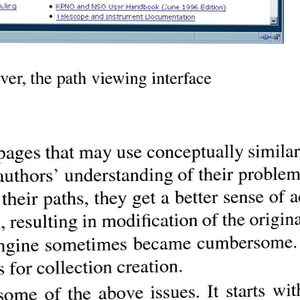 KPNO and NSO User Handbook (June 1996 Edition)
Telescope and Instrument Documentation
ver, the path viewing interface
pages that may use conceptually similar
authors' understanding of their problem
their paths, they get a better sense of a
, resulting in modification of the origina
ngine sometimes became cumbersome.
s for collection creation.
some of the above issues. It starts wit